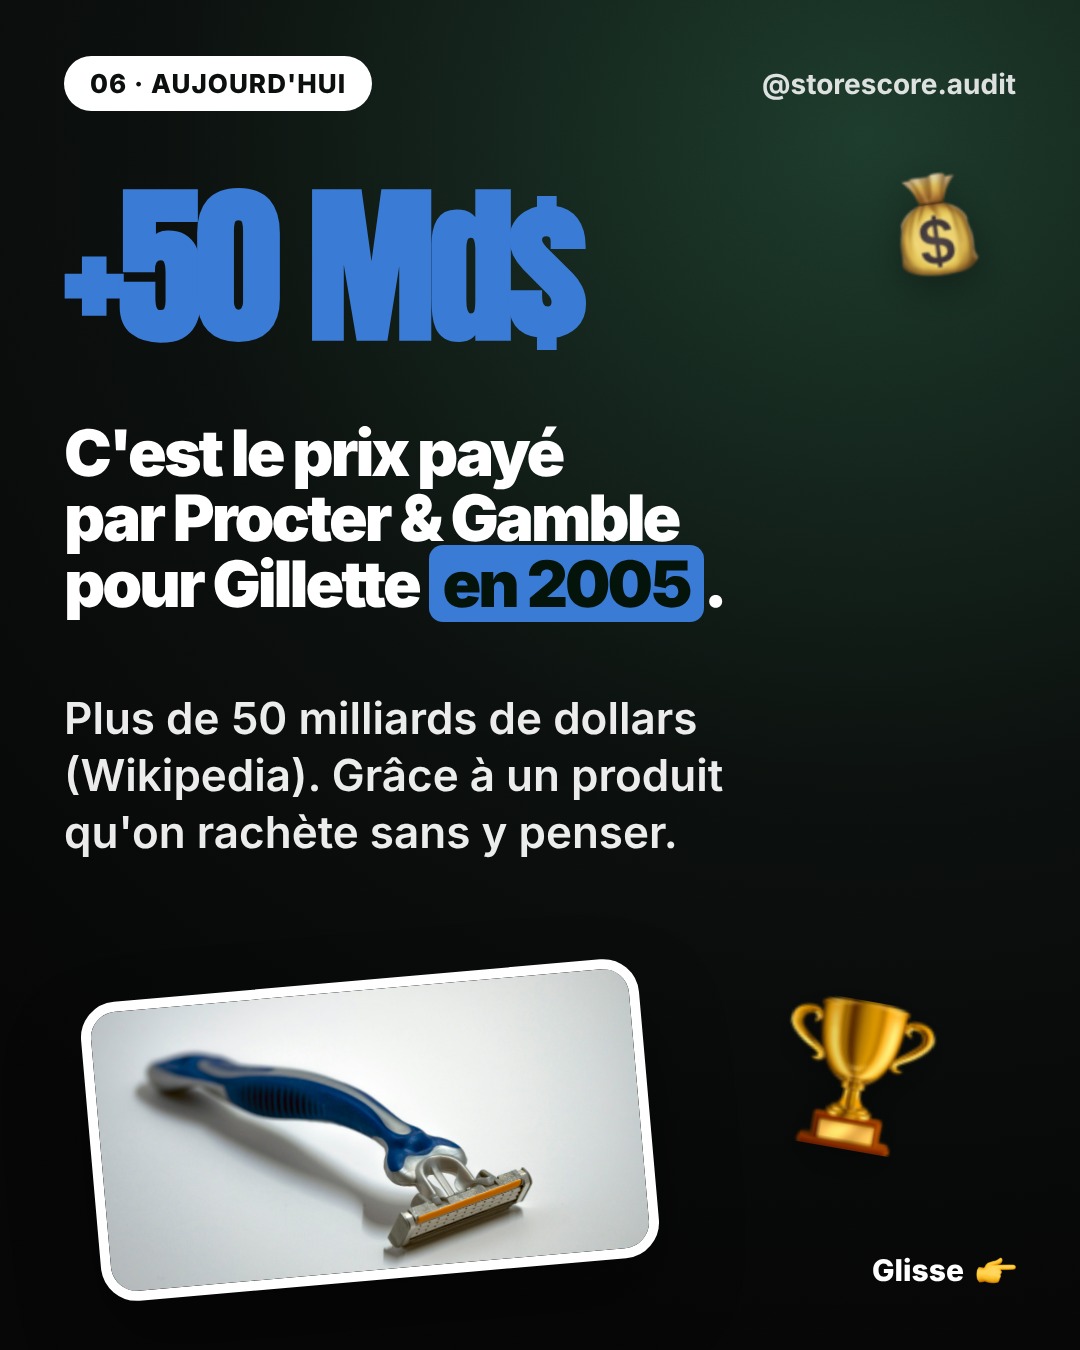 06 · AUJOURD'HUI
@storescore.audit
+50 Md$
C'est le prix payé
par Procter & Gamble
pour Gillette en 2005.
Plus de 50 milliards de dollars
(Wikipedia). Grâce à un produit
qu'on rachète sans y penser.
Glisse 👉